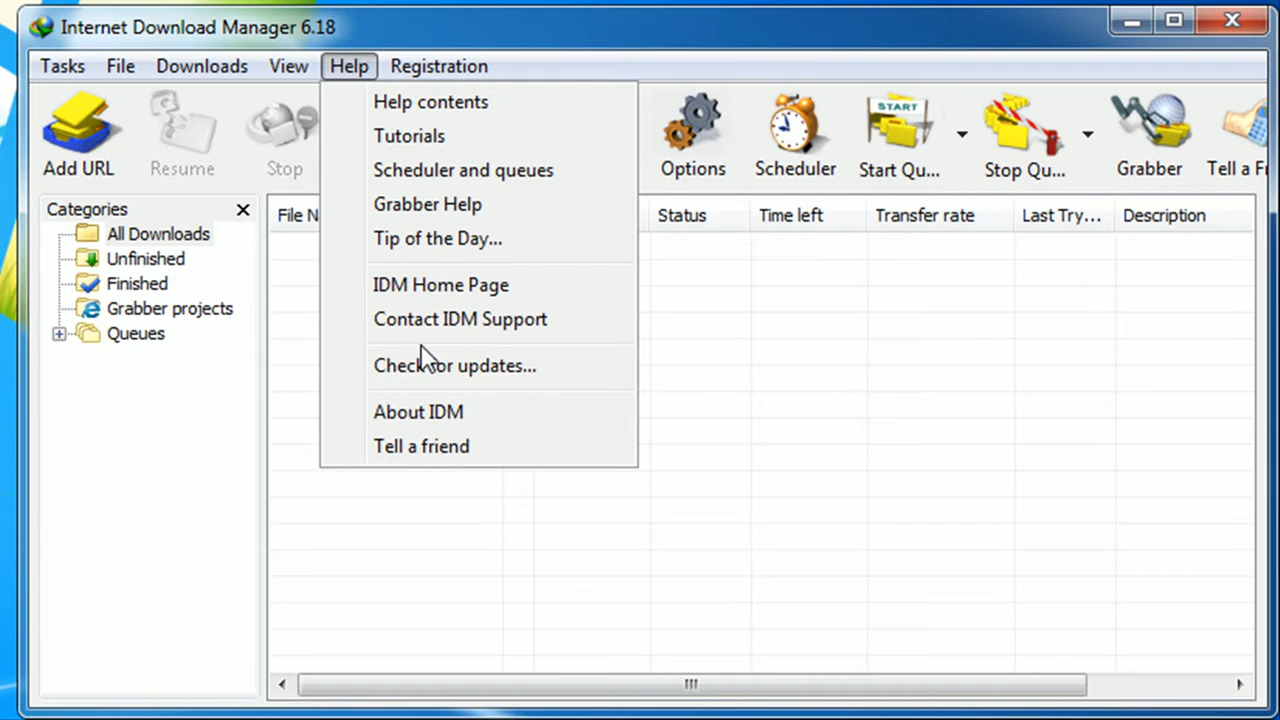 Internet Download Manager 6.18
Tasks File Downloads View Help Registration
Add URL Resume Stop Options Scheduler START Start Qu... Stop Qu... Grabber Tell a Fr
Help contents
Tutorials
Scheduler and queues
Grabber Help
Tip of the Day...
IDM Home Page
Contact IDM Support
Check for updates...
About IDM
Tell a friend
Categories
All Downloads
Unfinished
Finished
Grabber projects
Queues
File N Status Time left Transfer rate Last Try... Description